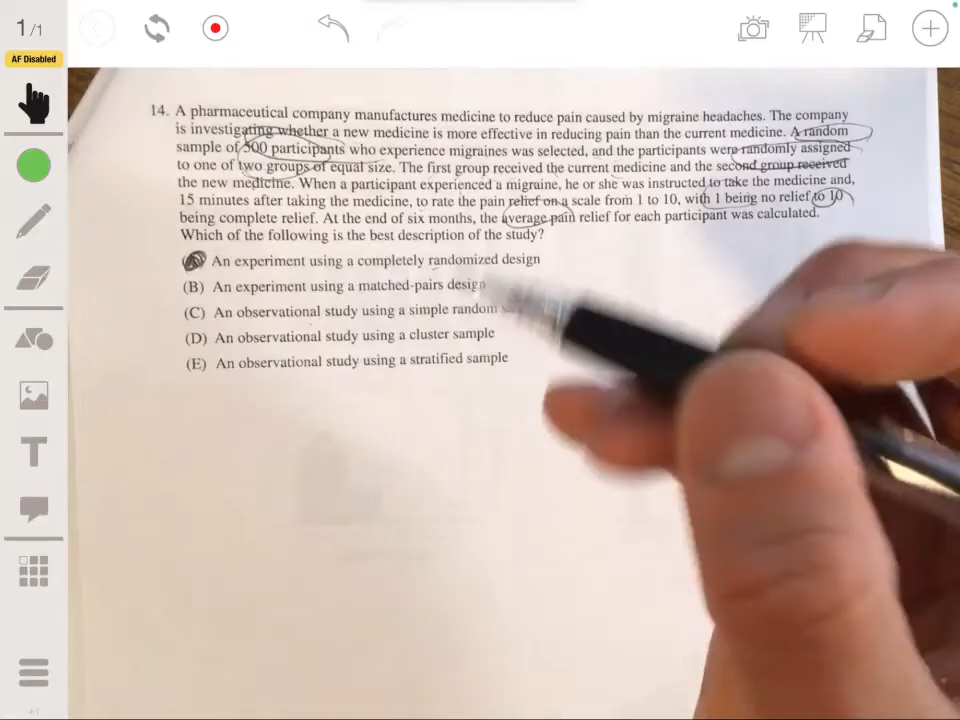 1/1
AF Disabled
14. A pharmaceutical company manufactures medicine to reduce pain caused by migraine headaches. The company
is investigating whether a new medicine is more effective in reducing pain than the current medicine. A random
sample of 500 participants who experience migraines was selected, and the participants were randomly assigned
to one of two groups of equal size. The first group received the current medicine and the second group received
the new medicine. When a participant experienced a migraine, he or she was instructed to take the medicine and,
15 minutes after taking the medicine, to rate the pain relief on a scale from 1 to 10, with 1 being no relief to 10
being complete relief. At the end of six months, the average pain relief for each participant was calculated.
Which of the following is the best description of the study?
An experiment using a completely randomized design
(B) An experiment using a matched-pairs design
(C) An observational study using a simple random
(D) An observational study using a cluster sample
(E) An observational study using a stratified sample
T